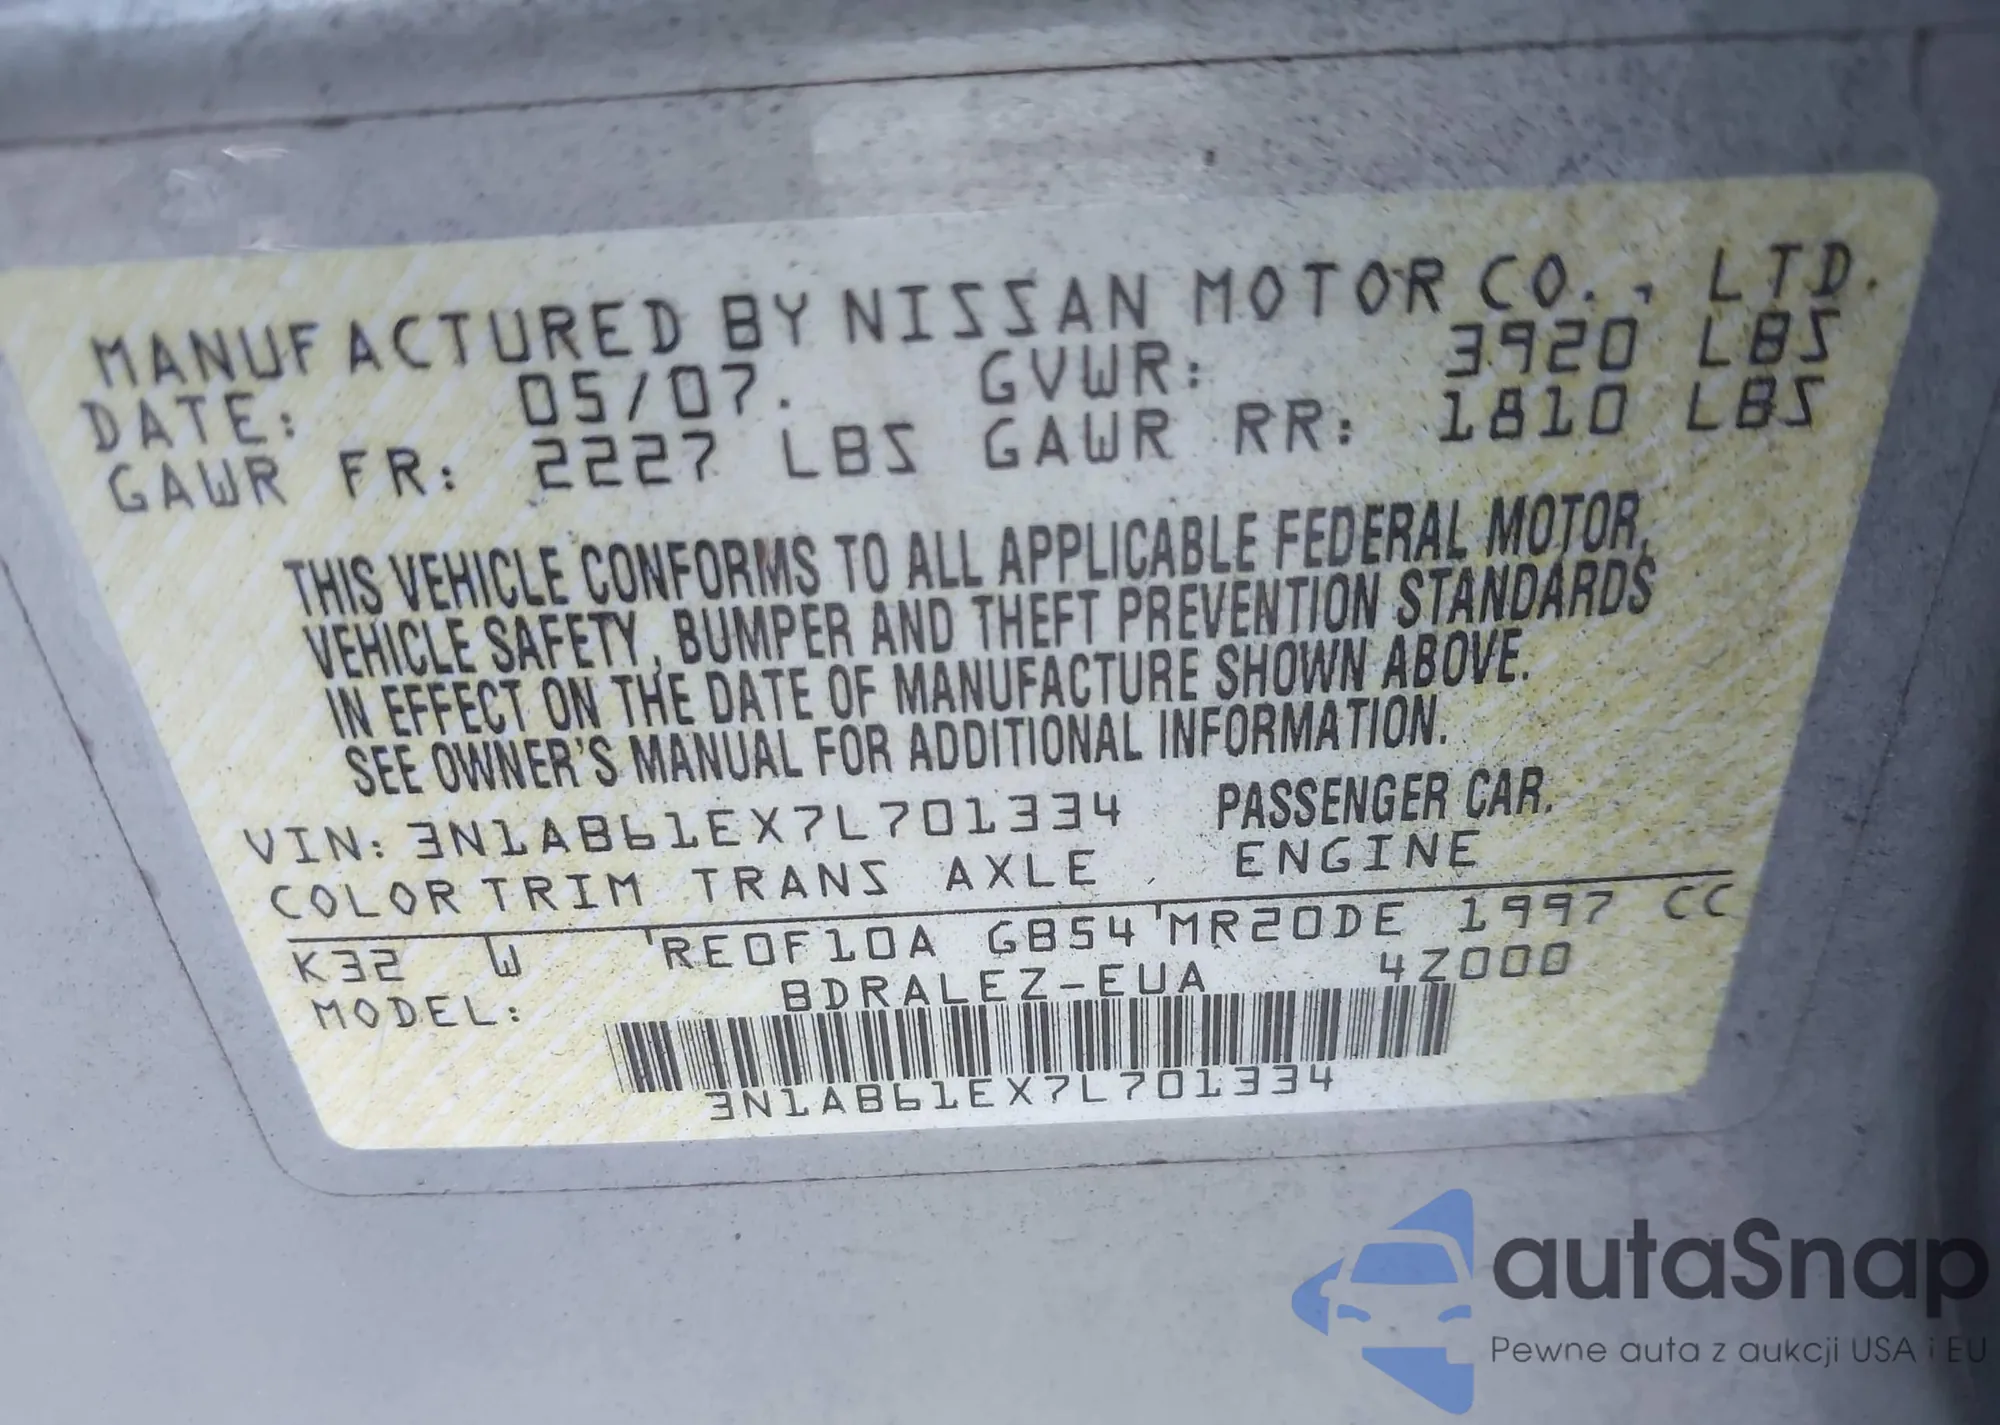 MANUFACTURED BY NISSAN MOTOR CO., LTD.
DATE: 05/07. GVWR: 3920 LBS
GAWR FR: 2227 LBS GAWR RR: 1810 LBS
THIS VEHICLE CONFORMS TO ALL APPLICABLE FEDERAL MOTOR,
VEHICLE SAFETY, BUMPER AND THEFT PREVENTION STANDARDS
IN EFFECT ON THE DATE OF MANUFACTURE SHOWN ABOVE.
SEE OWNER'S MANUAL FOR ADDITIONAL INFORMATION.
VIN: 3N1AB61EX7L701334 PASSENGER CAR.
COLOR TRIM TRANS AXLE ENGINE
K32 W RE0F10A GB54 MR20DE 1997 CC
MODEL: BDRALEZ-EUA 4Z000
3N1AB61EX7L701334
autaSnap
Pewne auta z aukcji USA i EU